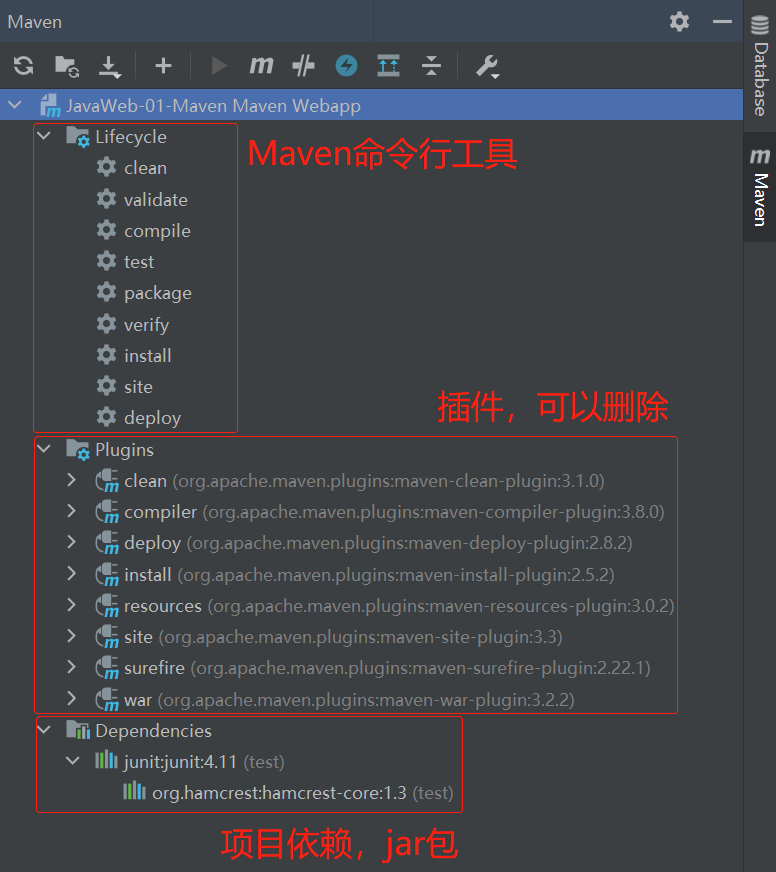 Maven
JavaWeb-01-Maven Maven Webapp
Lifecycle
Maven命令行工具
clean
validate
compile
test
package
verify
install
site
deploy
插件，可以删除
Plugins
clean (org.apache.maven.plugins:maven-clean-plugin:3.1.0)
compiler (org.apache.maven.plugins:maven-compiler-plugin:3.8.0)
deploy (org.apache.maven.plugins:maven-deploy-plugin:2.8.2)
install (org.apache.maven.plugins:maven-install-plugin:2.5.2)
resources (org.apache.maven.plugins:maven-resources-plugin:3.0.2)
site (org.apache.maven.plugins:maven-site-plugin:3.3)
surefire (org.apache.maven.plugins:maven-surefire-plugin:2.22.1)
war (org.apache.maven.plugins:maven-war-plugin:3.2.2)
Dependencies
junit:junit:4.11 (test)
org.hamcrest:hamcrest-core:1.3 (test)
项目依赖，jar包
Database
Maven